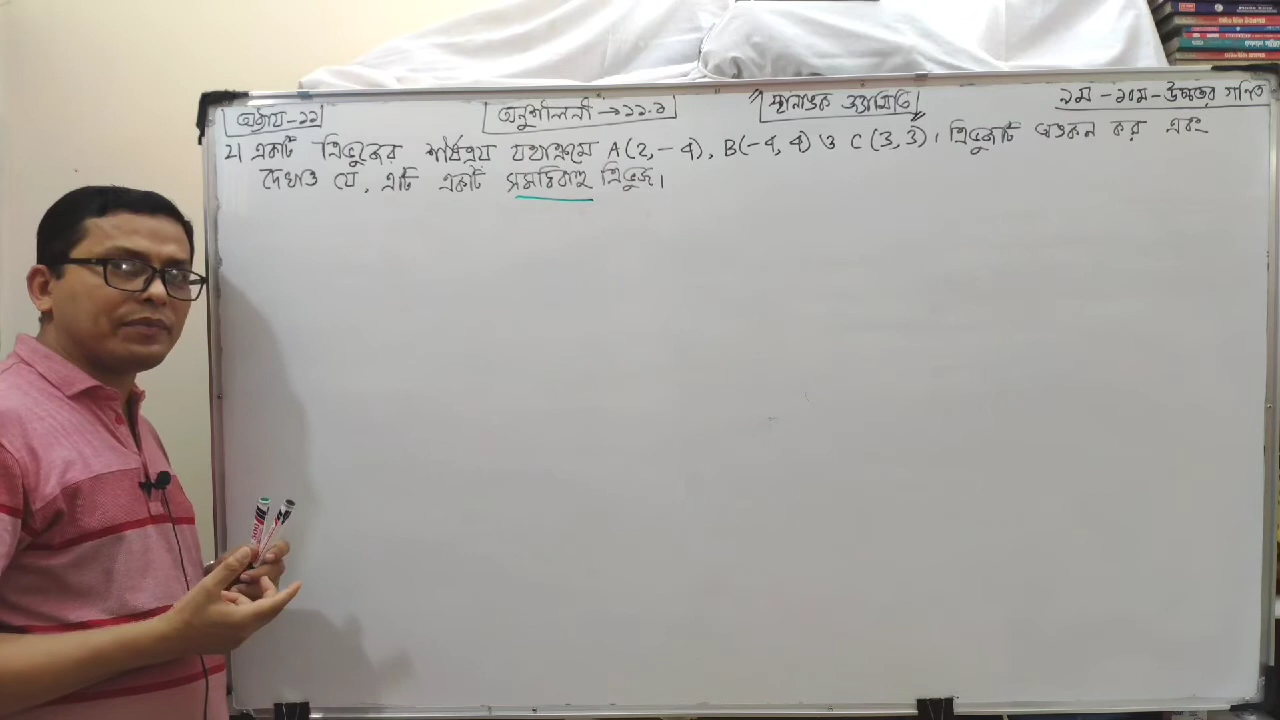 অধ্যায়-১১
অনুশীলনী → ১১.১
"স্থানাঙ্ক জ্যামিতি"
৯ম - ১০ম - উচ্চতর গণিত
২। একটি ত্রিভুজের শীর্ষত্রয় যথাক্রমে A(2, -4), B(-4, 4) ও C (3, 3)। ত্রিভুজটি অঙ্কন কর এবং
দেখাও যে, এটি একটি সমদ্বিবাহু ত্রিভুজ।